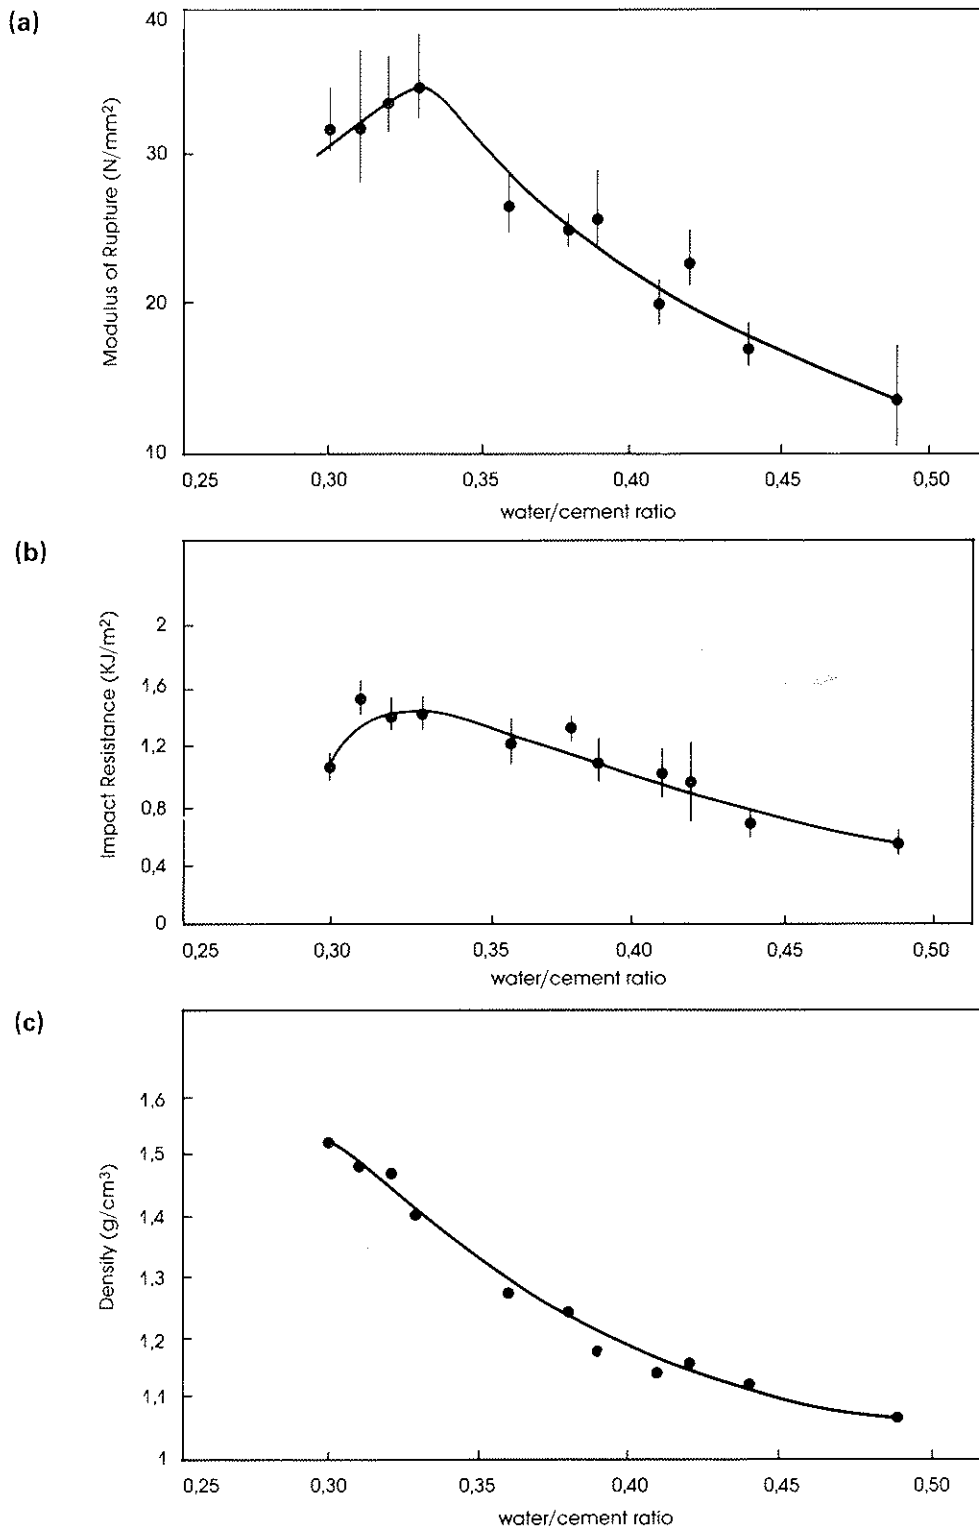 (a)
40
30
20
10
Modulus of Rupture (N/mm²)
0,25 0,30 0,35 0,40 0,45 0,50
water/cement ratio
(b)
2
1,6
1,2
0,8
0,4
0
Impact Resistance (KJ/m²)
0,25 0,30 0,35 0,40 0,45 0,50
water/cement ratio
(c)
1,6
1,5
1,4
1,3
1,2
1,1
1
Density (g/cm³)
0,25 0,30 0,35 0,40 0,45 0,50
water/cement ratio